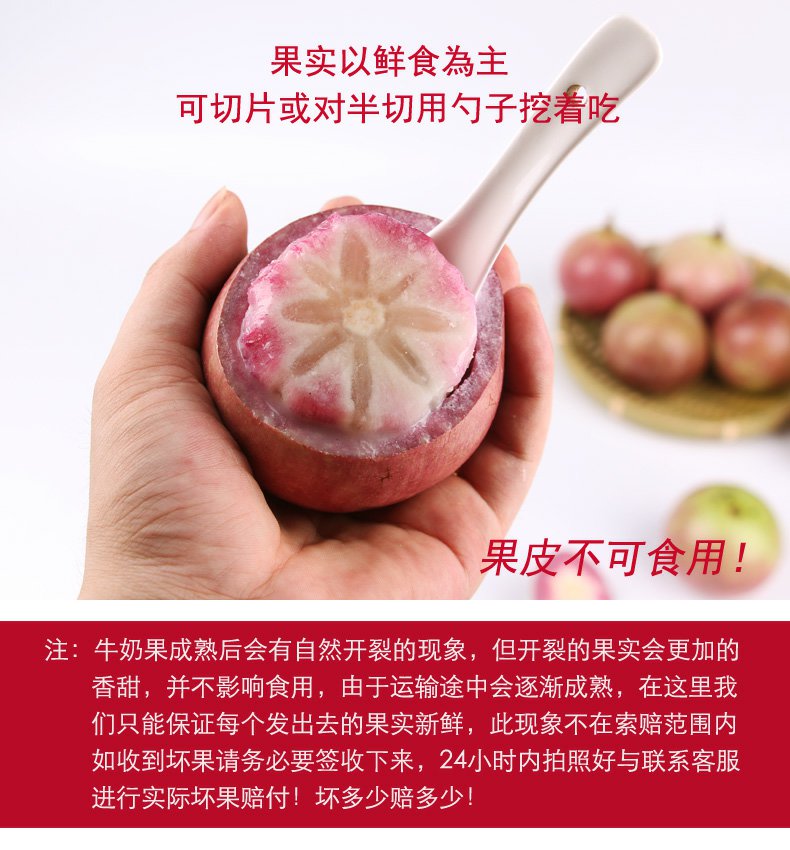 果实以鲜食為主
可切片或对半切用勺子挖着吃
果皮不可食用！
注：牛奶果成熟后会有自然开裂的现象，但开裂的果实会更加的
香甜，并不影响食用，由于运输途中会逐渐成熟，在这里我
们只能保证每个发出去的果实新鲜，此现象不在索赔范围内
如收到坏果请务必要签收下来，24小时内拍照好与联系客服
进行实际坏果赔付！坏多少赔多少！